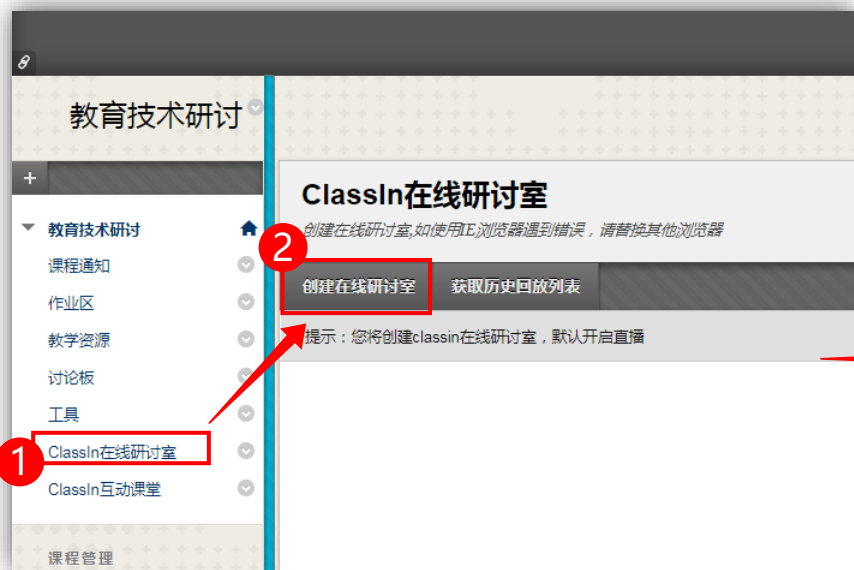 教育技术研讨
+
ClassIn在线研讨室
创建在线研讨室,如使用IE浏览器遇到错误，请替换其他浏览器
教育技术研讨
2
课程通知
创建在线研讨室
获取历史回放列表
作业区
提示：您将创建classin在线研讨室，默认开启直播
教学资源
讨论板
工具
1
ClassIn在线研讨室
ClassIn互动课堂
课程管理